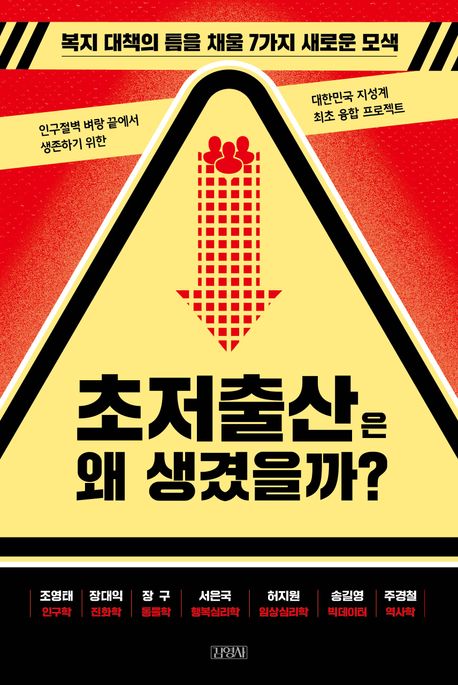 복지 대책의 틈을 채울 7가지 새로운 모색
인구절벽 벼랑 끝에서
생존하기 위한
대한민국 지성계
최초 융합 프로젝트
초저출산은
왜 생겼을까?
조영태 장대익 장 구 서은국 허지원 송길영 주경철
인구학 진화학 동물학 행복심리학 임상심리학 빅데이터 역사학
김영사